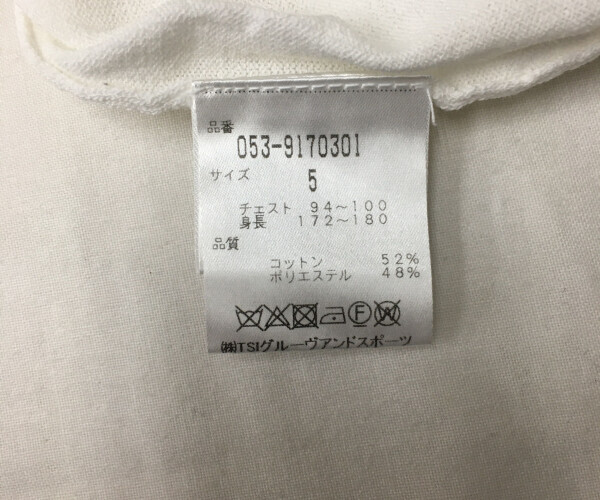 品番
053-9170301
サイズ
5
チェスト 94～100
身長 172～180
品質
コットン 52%
ポリエステル 48%
F W
㈱TSIグルーヴアンドスポーツ